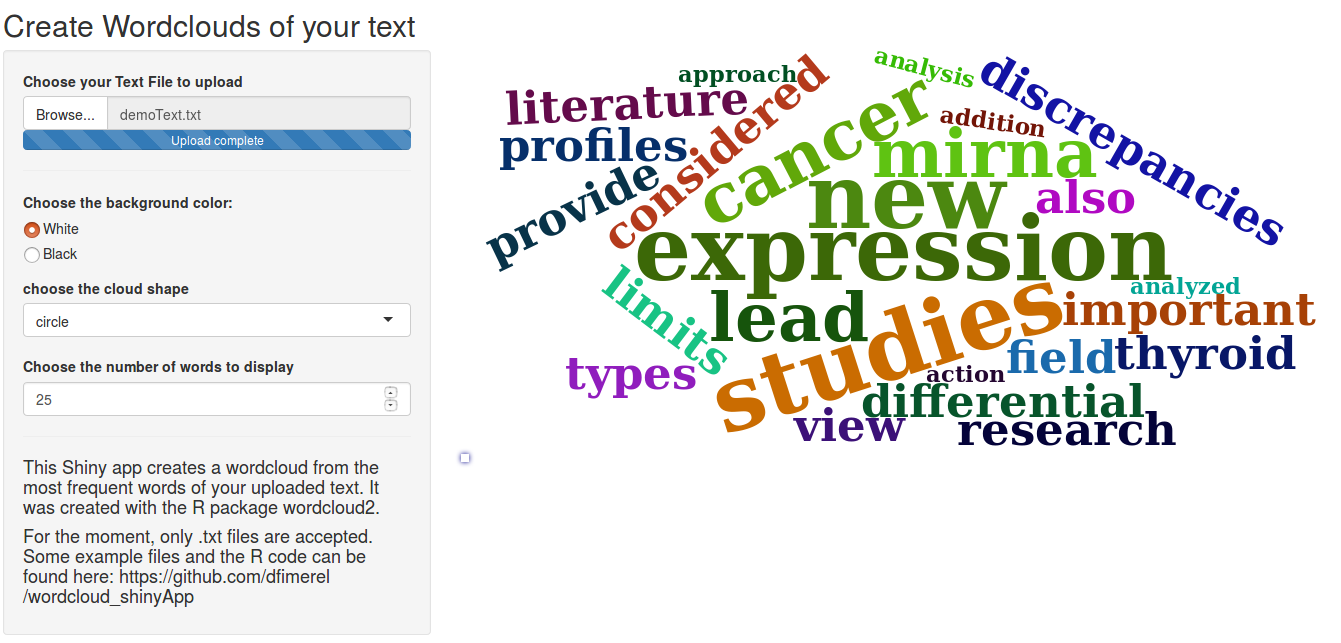 Create Wordclouds of your text
Choose your Text File to upload
Browse...
demoText.txt
Upload complete
Choose the background color:
White
Black
choose the cloud shape
circle
Choose the number of words to display
25
This Shiny app creates a wordcloud from the
most frequent words of your uploaded text. It
was created with the R package wordcloud2.
For the moment, only .txt files are accepted.
Some example files and the R code can be
found here: https://github.com/dfimerel
/wordcloud_shinyApp
approach
analysis
discrepancies
literature
considered
cancer
addition
profiles
mirna
provide
new
also
expression
limits
lead
studies
analyzed
important
types
action
field
thyroid
differential
view
research